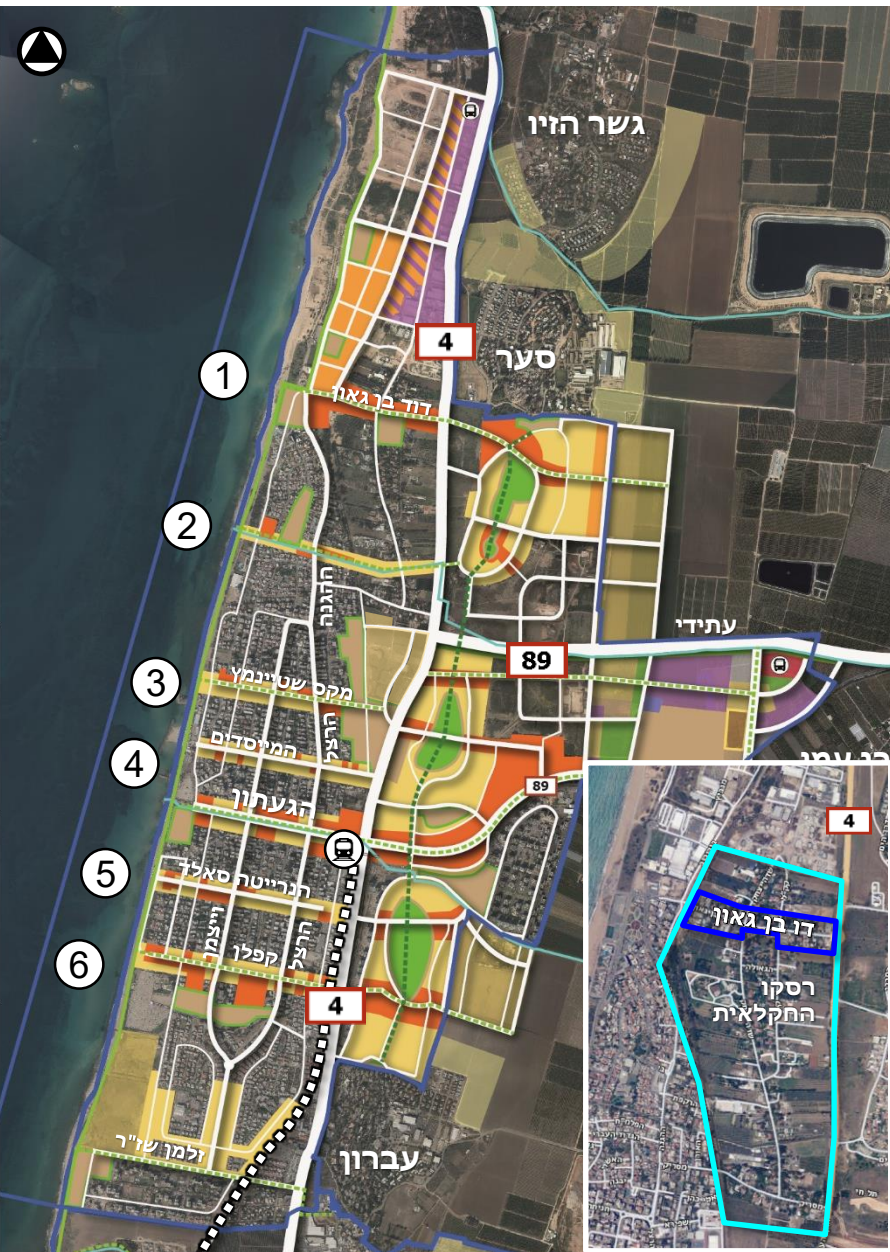 גשר הזיו
4
סער
1
דוד בן גאון
2
ההגנה
עתידי
89
3
מקס שטיינמץ
הרצל
המייסדים
4
הגעתון
89
4
5
הנרייטה סאלד
וייצמן
הרצל
קפלן
6
4
דו בן גאון
הגאולה
רסקו
החקלאית
זלמן שז"ר
עברון